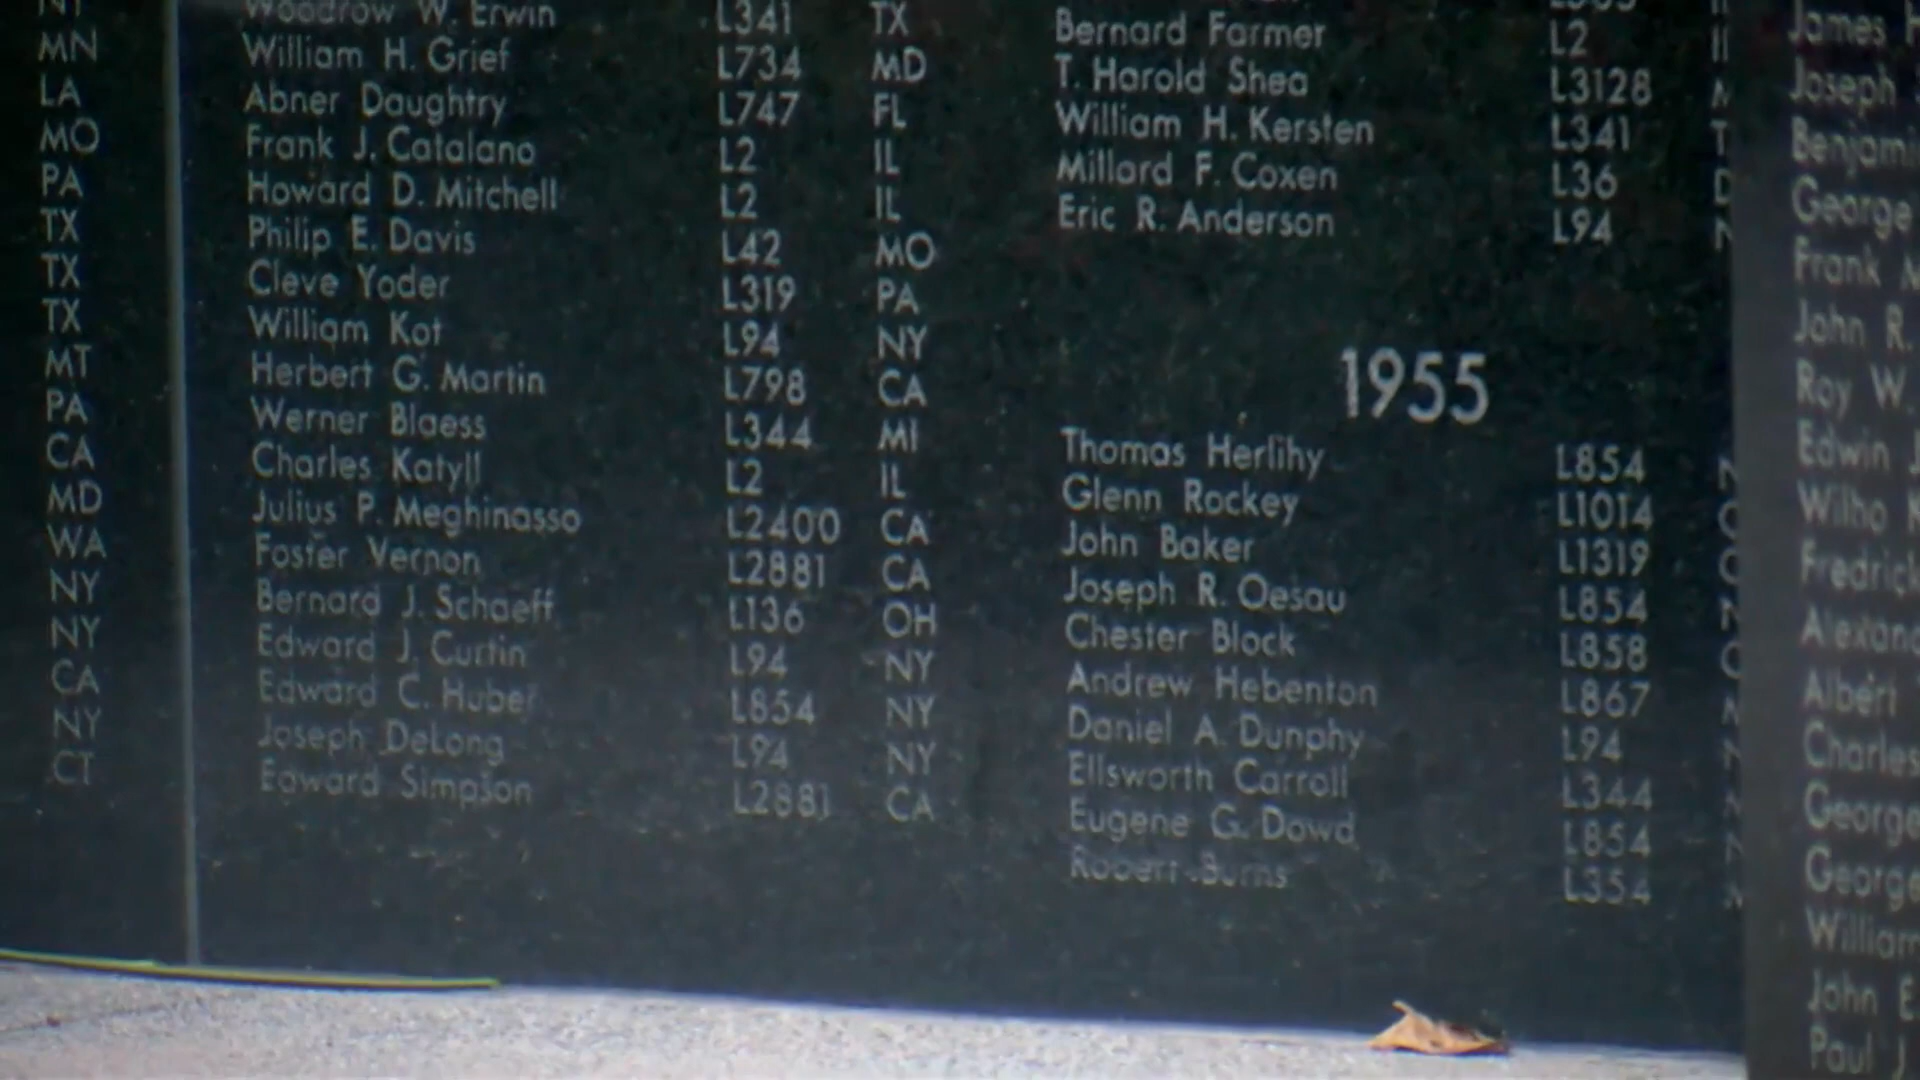 MN
LA
MO
PA
TX
TX
TX
MT
PA
CA
MD
WA
NY
NY
CA
NY
CT
Woodrow W. Erwin L341 TX
William H. Grief L734 MD
Abner Daughtry L747 FL
Frank J. Catalano L2 IL
Howard D. Mitchell L2 IL
Philip E. Davis L42 MO
Cleve Yoder L319 PA
William Kot L94 NY
Herbert G. Martin L798 CA
Werner Blaess L344 MI
Charles Katyll L2 IL
Julius P. Meghinasso L2400 CA
Foster Vernon L2881 CA
Bernard J. Schaeff L136 OH
Edward J. Curtin L94 NY
Edward C. Huber L854 NY
Joseph DeLong L94 NY
Edward Simpson L2881 CA
Bernard Farmer L2
T. Harold Shea L3128
William H. Kersten L341
Millard F. Coxen L36
Eric R. Anderson L94
1955
Thomas Herlihy L854
Glenn Rockey L1014
John Baker L1319
Joseph R. Oesau L854
Chester Block L858
Andrew Hebenton L867
Daniel A. Dunphy L94
Ellsworth Carroll L344
Eugene G. Dowd L854
Robert Burns L354
James
Joseph
George
Frank
John R.
Roy W.
Edwin
Wilho
Albert
Charles
George
George
William
John E.
Paul J